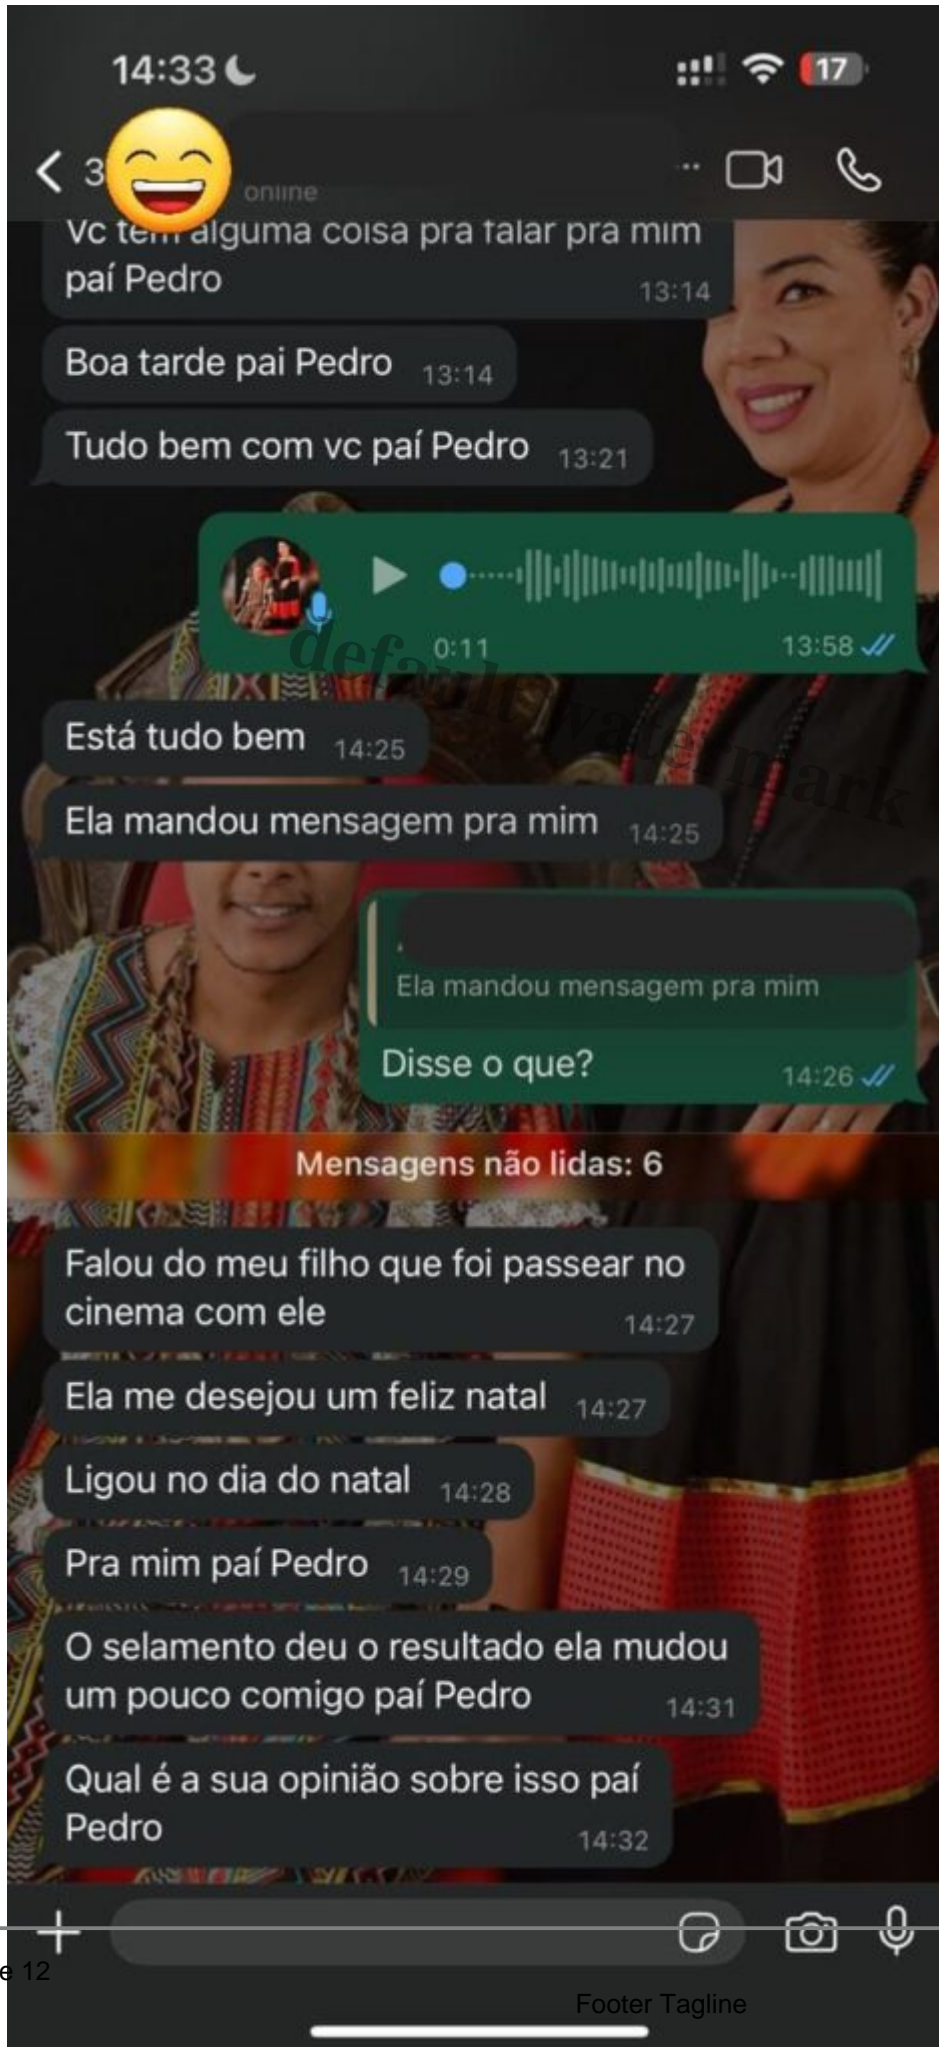 14:33
17
3
online
Vc tem alguma coisa pra falar pra mim
paí Pedro
13:14
Boa tarde pai Pedro 13:14
Tudo bem com vc paí Pedro 13:21
0:11 13:58
default watermark
Está tudo bem 14:25
Ela mandou mensagem pra mim 14:25
Ela mandou mensagem pra mim
Disse o que? 14:26
Mensagens não lidas: 6
Falou do meu filho que foi passear no
cinema com ele 14:27
Ela me desejou um feliz natal 14:27
Ligou no dia do natal 14:28
Pra mim paí Pedro 14:29
O selamento deu o resultado ela mudou
um pouco comigo paí Pedro 14:31
Qual é a sua opinião sobre isso paí
Pedro 14:32
e 12
Footer Tagline